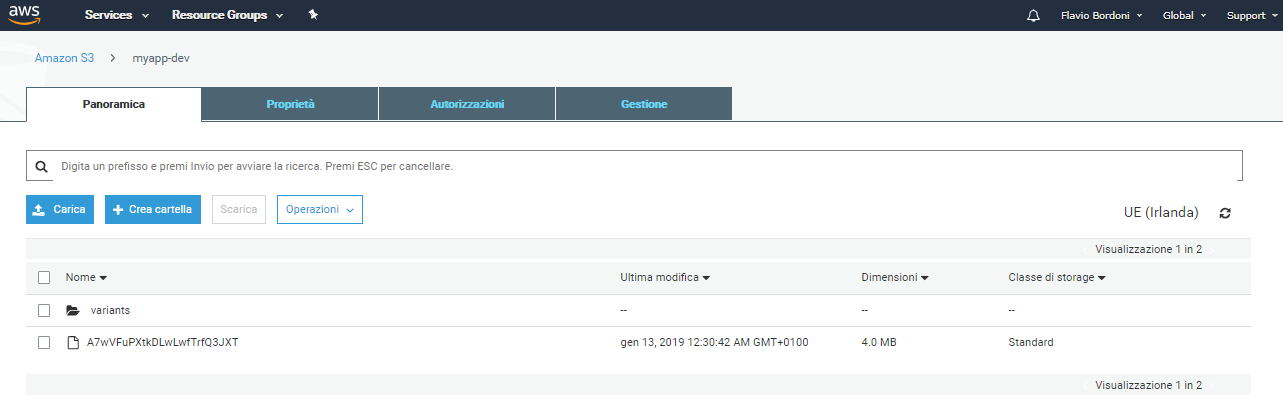 aws Services Resource Groups Flavio Bordoni Global Support
Amazon S3 > myapp-dev
Panoramica Proprietà Autorizzazioni Gestione
Digita un prefisso e premi Invio per avviare la ricerca. Premi ESC per cancellare.
Carica Crea cartella Scarica Operazioni UE (Irlanda)
Visualizzazione 1 in 2
Nome Ultima modifica Dimensioni Classe di storage
variants -- -- --
A7wVFuPXtkDLwLwfTrfQ3JXT gen 13, 2019 12:30:42 AM GMT+0100 4.0 MB Standard
Visualizzazione 1 in 2